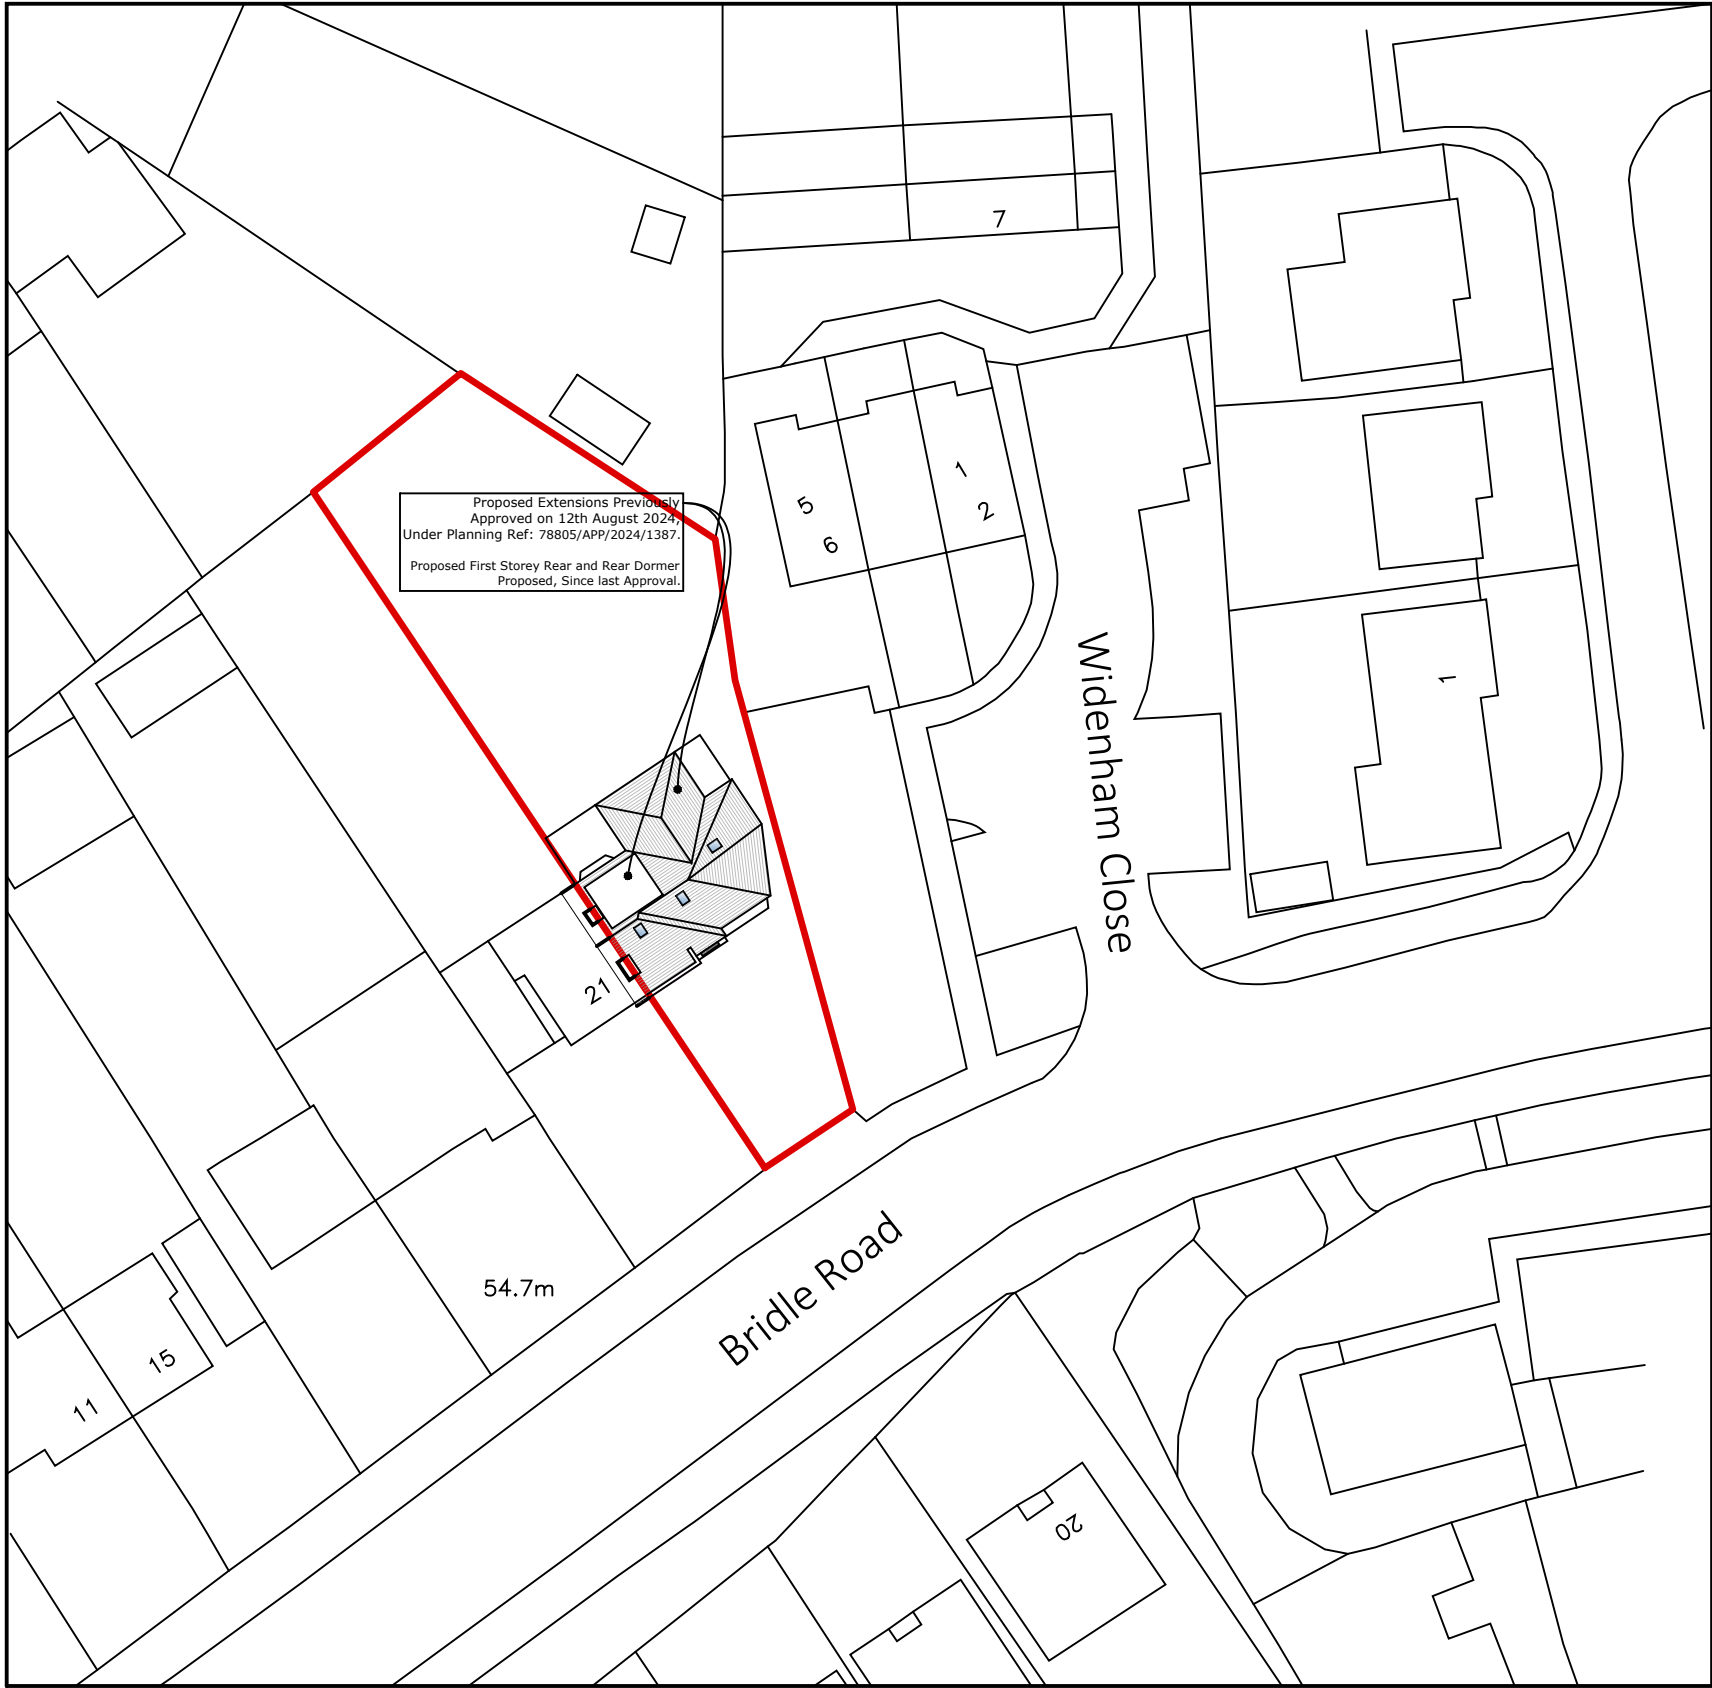 7
Proposed Extensions Previously
Approved on 12th August 2024,
Under Planning Ref: 78805/APP/2024/1387.
Proposed First Storey Rear and Rear Dormer
Proposed, Since last Approval.
5
6
1
2
Widenham Close
1
21
54.7m
Bridle Road
15
11
20